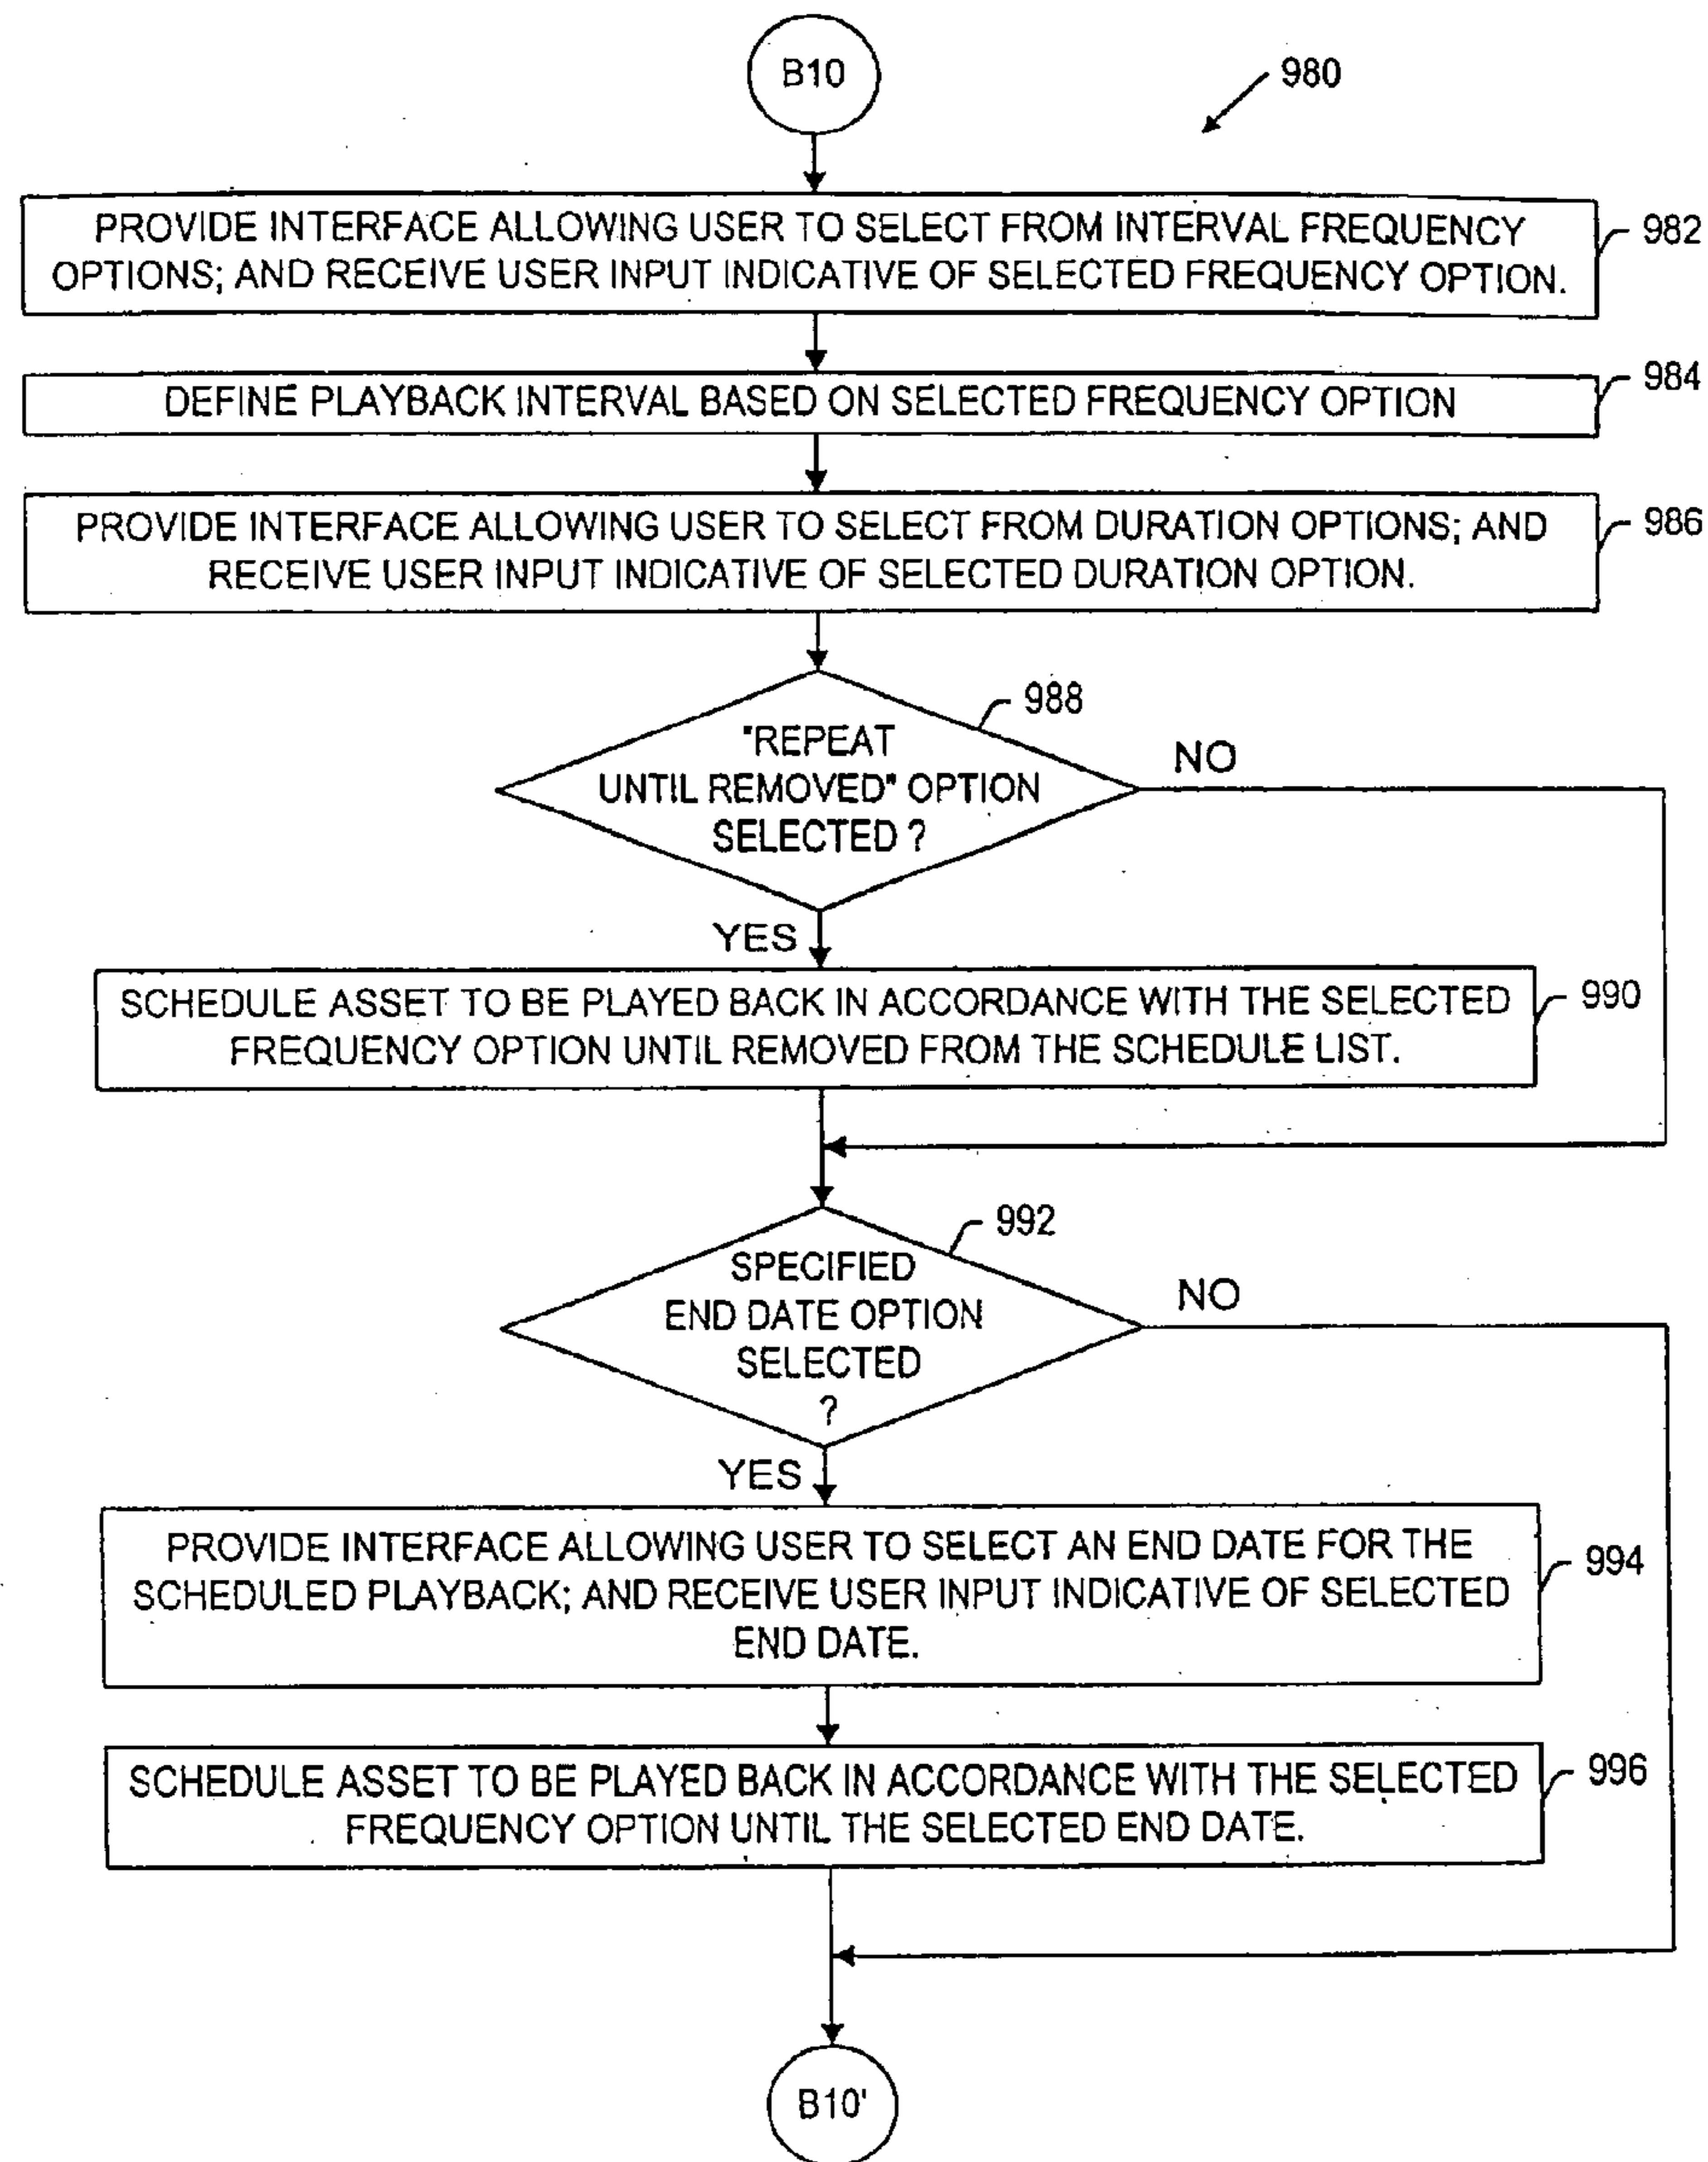 B10
980
PROVIDE INTERFACE ALLOWING USER TO SELECT FROM INTERVAL FREQUENCY
OPTIONS; AND RECEIVE USER INPUT INDICATIVE OF SELECTED FREQUENCY OPTION.
982
DEFINE PLAYBACK INTERVAL BASED ON SELECTED FREQUENCY OPTION
984
PROVIDE INTERFACE ALLOWING USER TO SELECT FROM DURATION OPTIONS; AND
RECEIVE USER INPUT INDICATIVE OF SELECTED DURATION OPTION.
986
988
"REPEAT
UNTIL REMOVED" OPTION
SELECTED ?
NO
YES
SCHEDULE ASSET TO BE PLAYED BACK IN ACCORDANCE WITH THE SELECTED
FREQUENCY OPTION UNTIL REMOVED FROM THE SCHEDULE LIST.
990
992
SPECIFIED
END DATE OPTION
SELECTED
?
NO
YES
PROVIDE INTERFACE ALLOWING USER TO SELECT AN END DATE FOR THE
SCHEDULED PLAYBACK; AND RECEIVE USER INPUT INDICATIVE OF SELECTED
END DATE.
994
SCHEDULE ASSET TO BE PLAYED BACK IN ACCORDANCE WITH THE SELECTED
FREQUENCY OPTION UNTIL THE SELECTED END DATE.
996
B10'